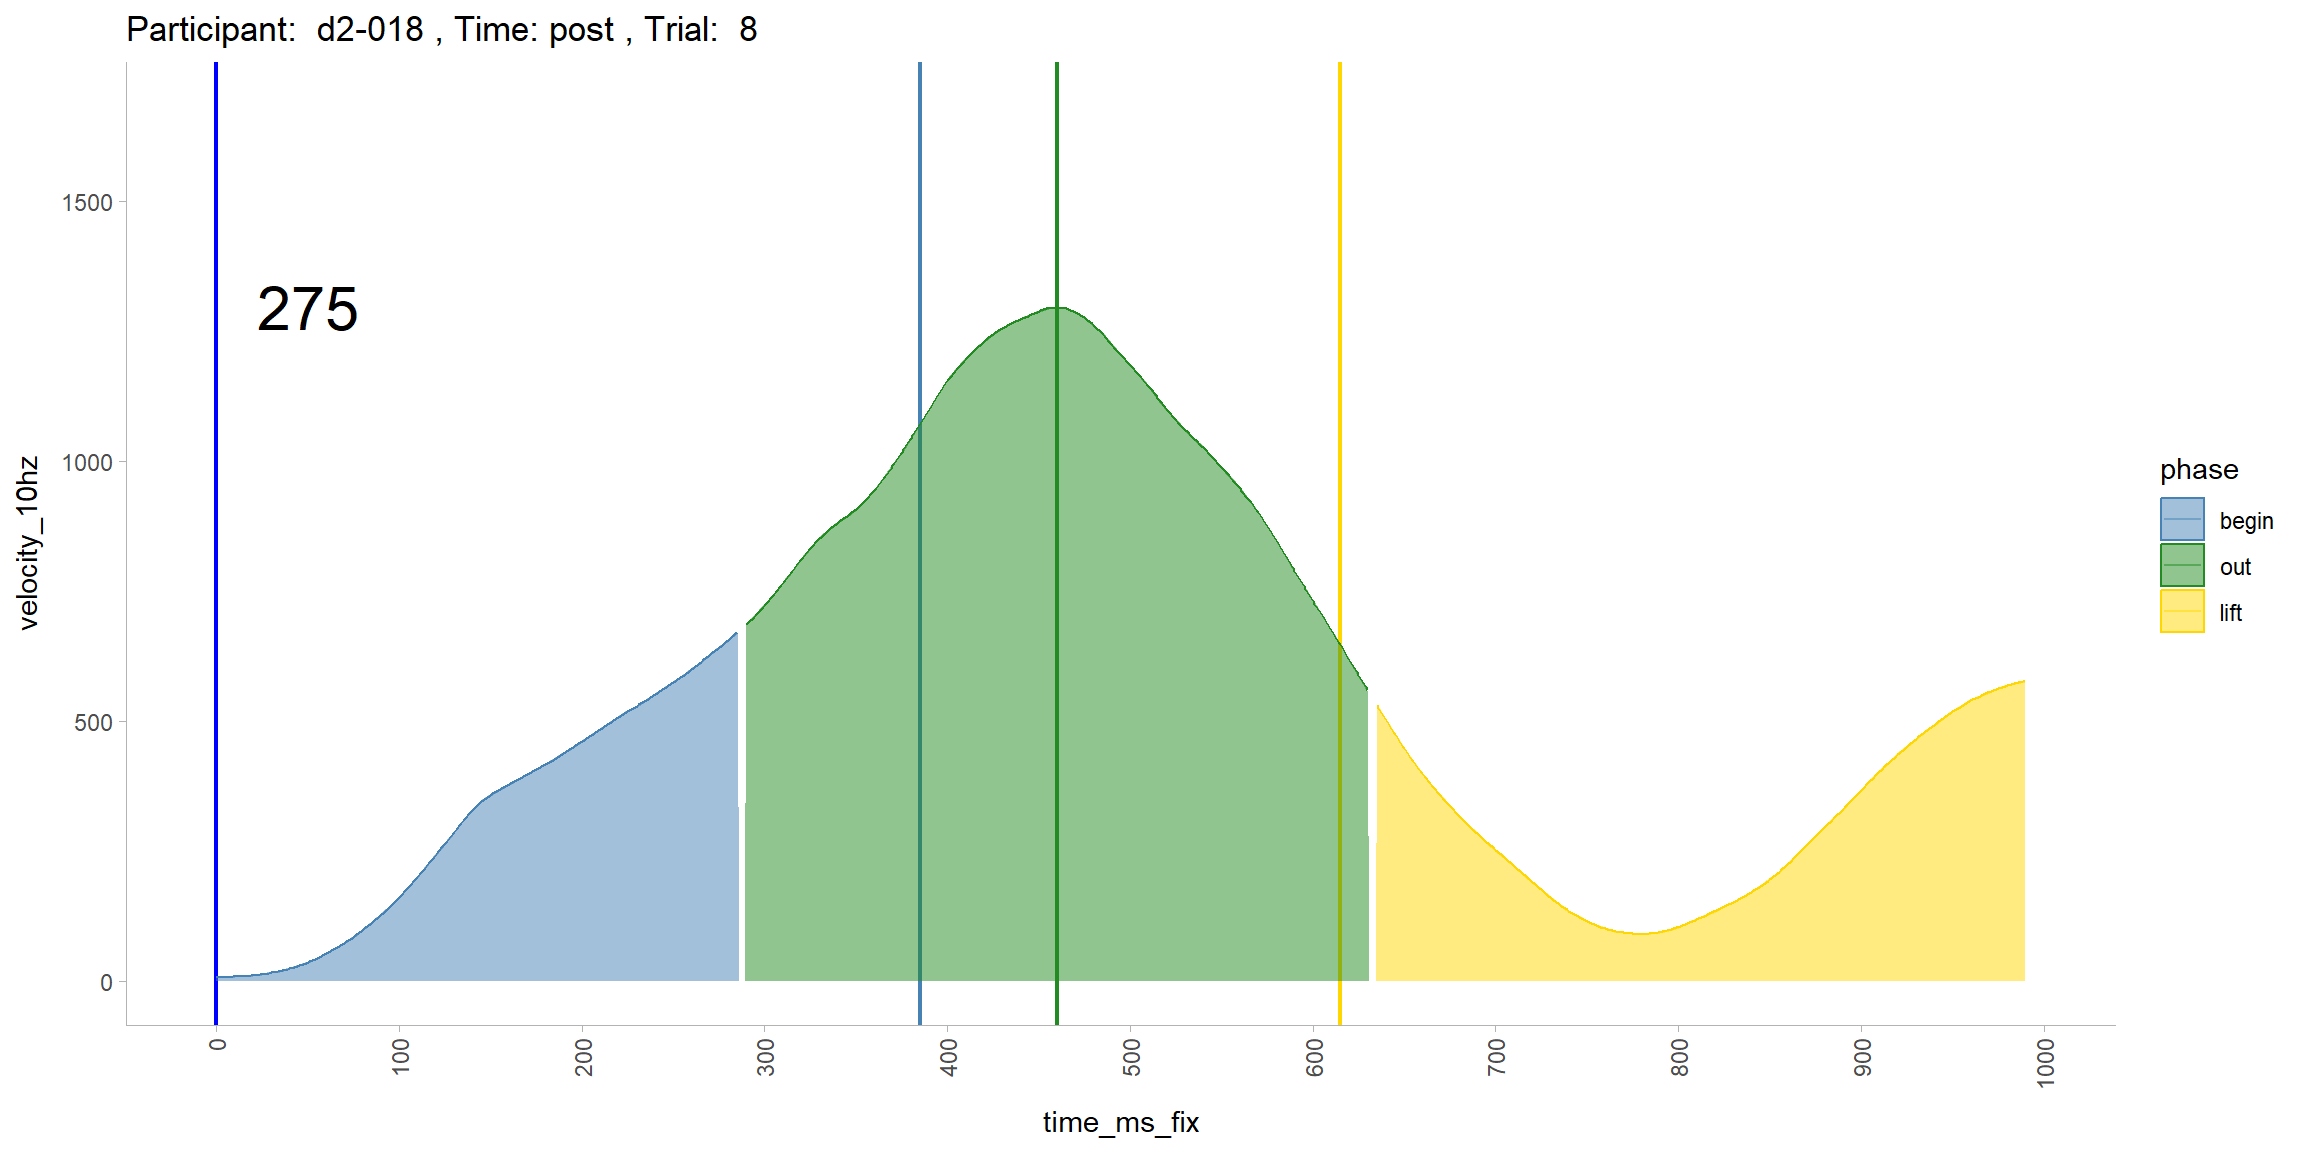 Participant:  d2-018 , Time: post , Trial:  8
1500
1000
500
0
velocity_10hz
275
0
100
200
300
400
500
600
700
800
900
1000
time_ms_fix
phase
begin
out
lift